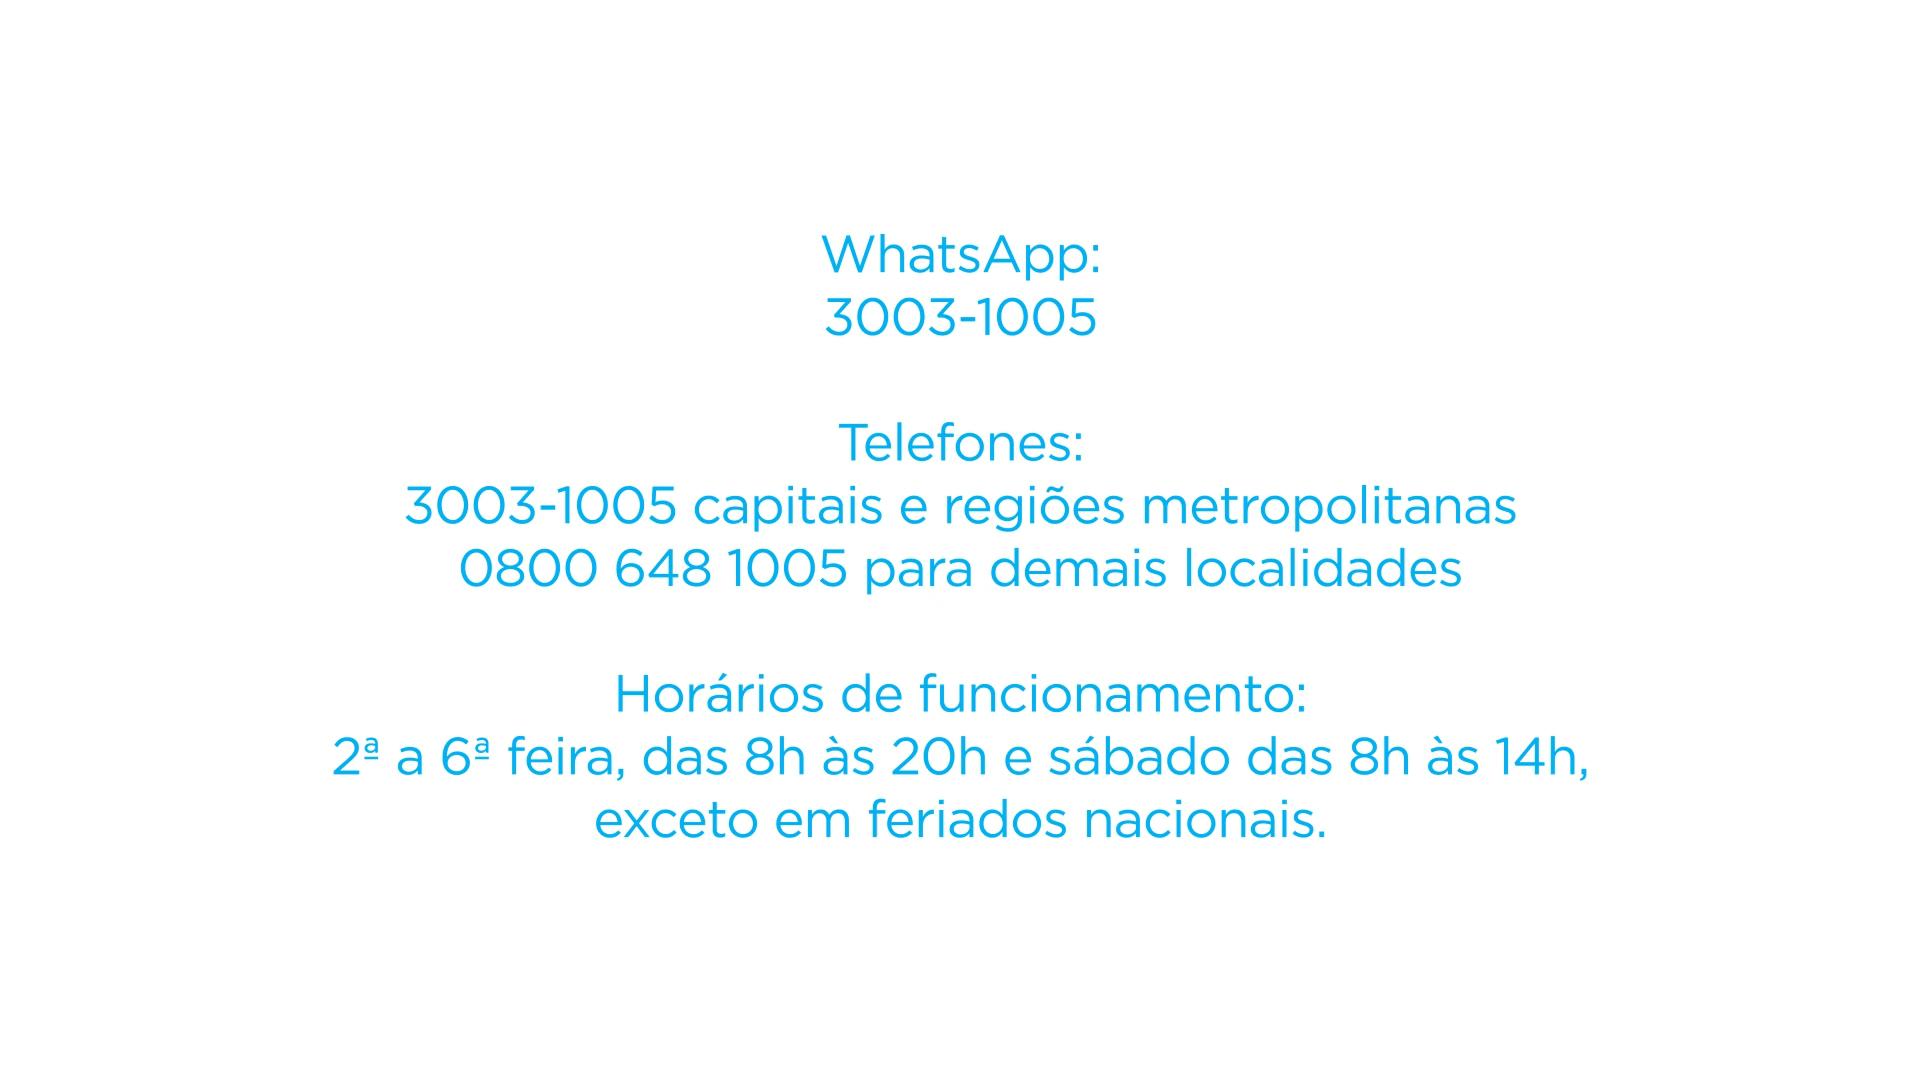 WhatsApp:
3003-1005
Telefones:
3003-1005 capitais e regiões metropolitanas
0800 648 1005 para demais localidades
Horários de funcionamento:
2ª a 6ª feira, das 8h às 20h e sábado das 8h às 14h,
exceto em feriados nacionais.